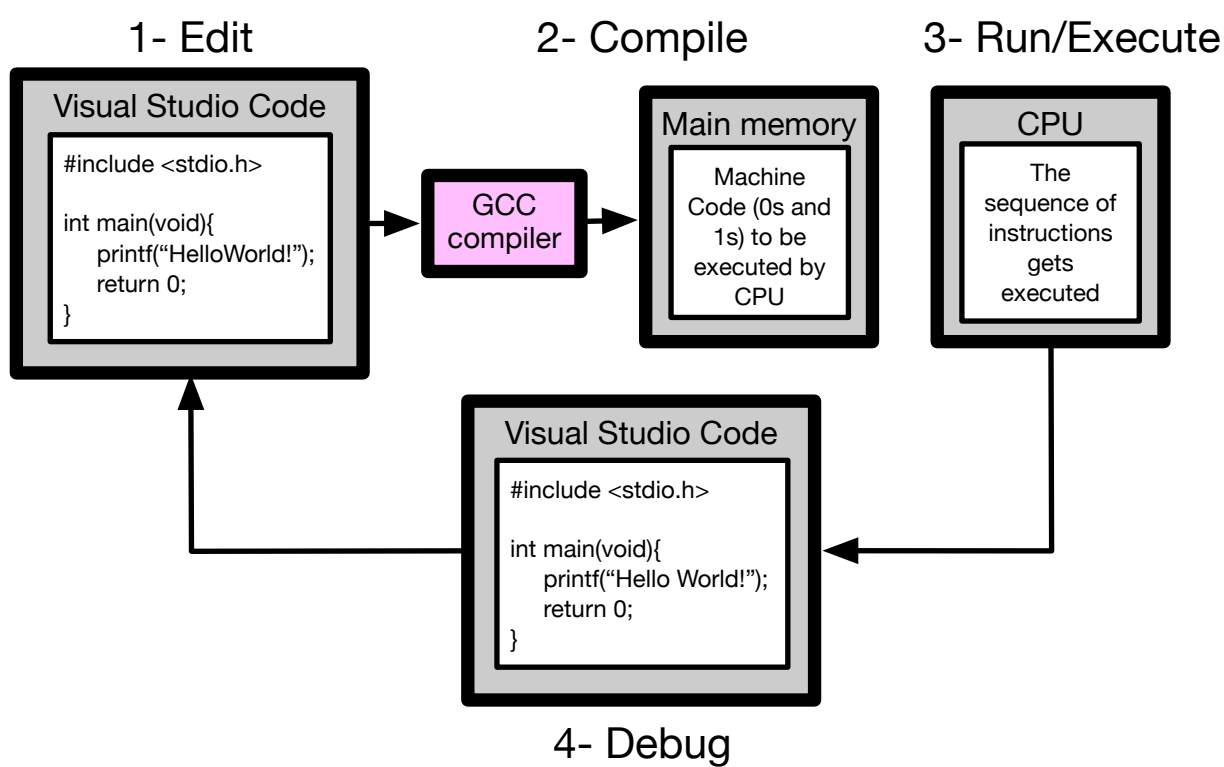 1- Edit
2- Compile
3- Run/Execute
Visual Studio Code
#include <stdio.h>
int main(void){
printf(“HelloWorld!”);
return 0;
}
GCC
compiler
Main memory
Machine
Code (0s and
1s) to be
executed by
CPU
CPU
The
sequence of
instructions
gets
executed
Visual Studio Code
#include <stdio.h>
int main(void){
printf(“Hello World!”);
return 0;
}
4- Debug